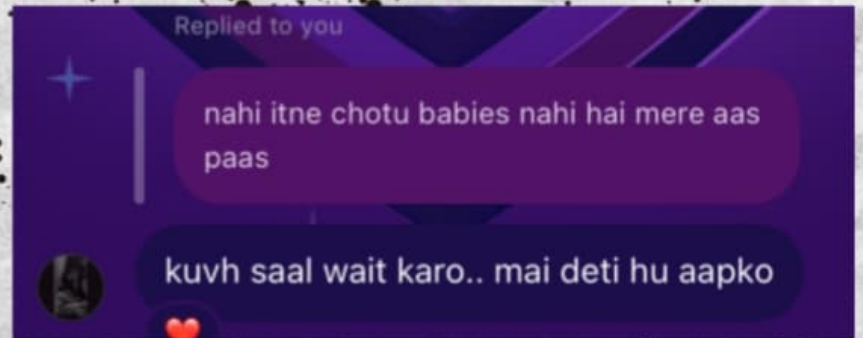 Replied to you
nahi itne chotu babies nahi hai mere aas
paas
kuvh saal wait karo.. mai deti hu aapko